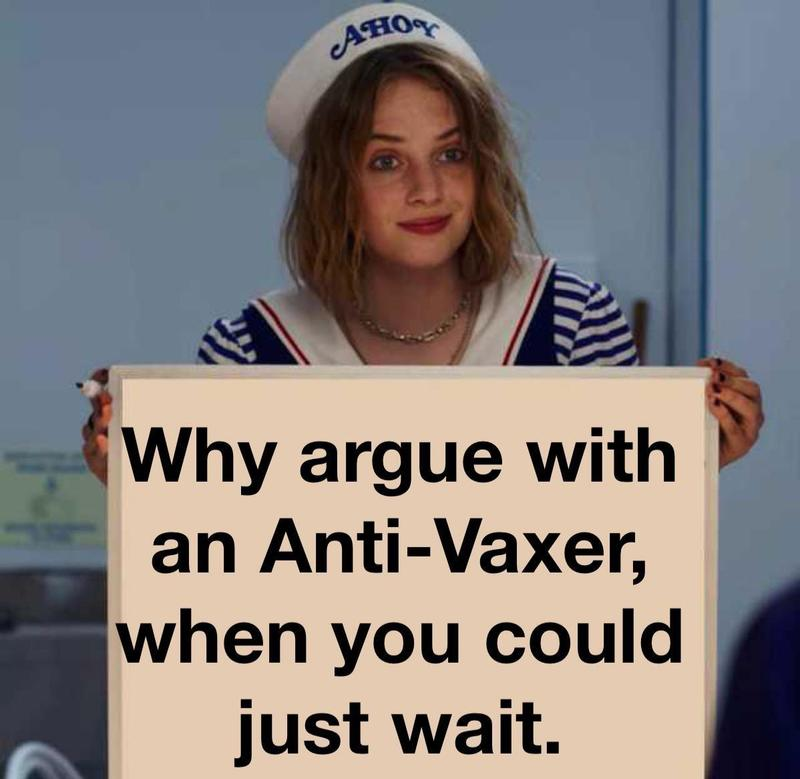 AHOY
Why argue with
an Anti-Vaxer,
when you could
just wait.